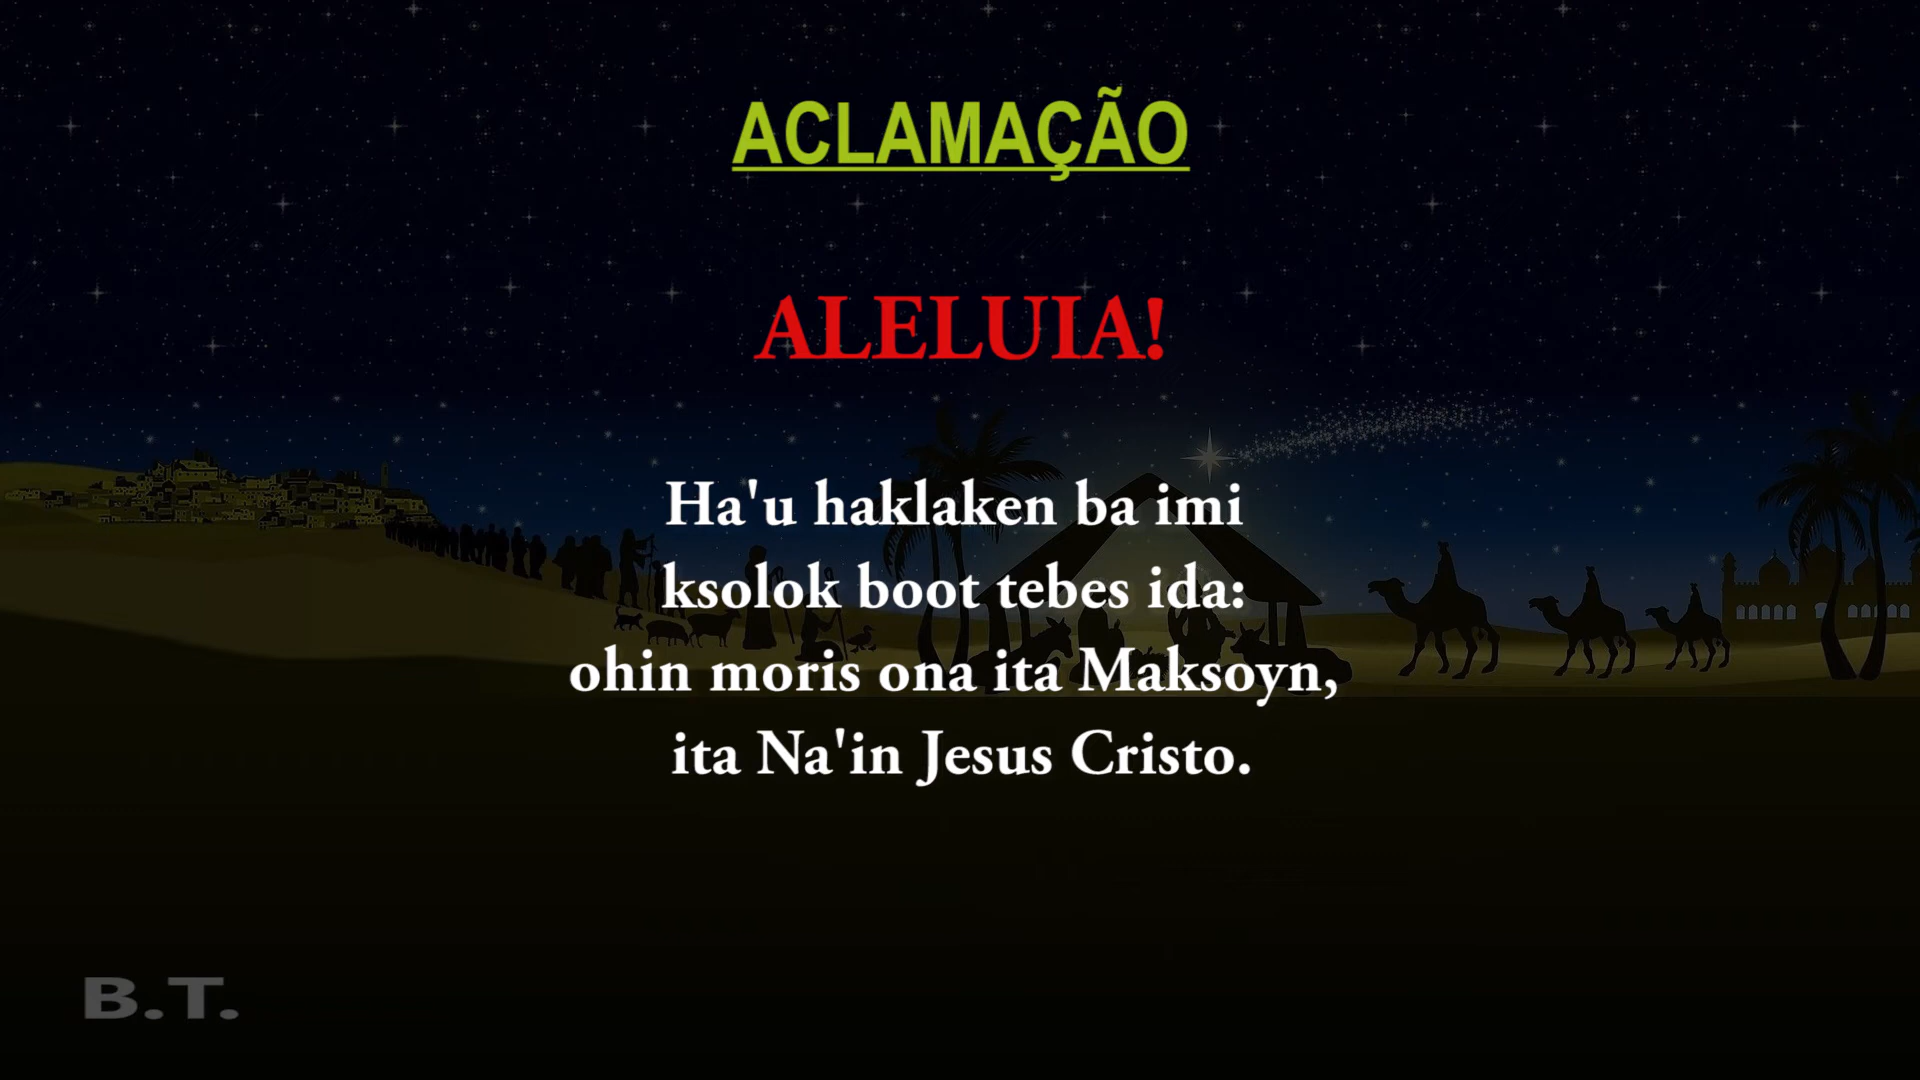 ACLAMAÇÃO
ALELUIA!
Ha'u haklaken ba imi
ksolok boot tebes ida:
ohin moris ona ita Maksoyn,
ita Na'in Jesus Cristo.
B.T.